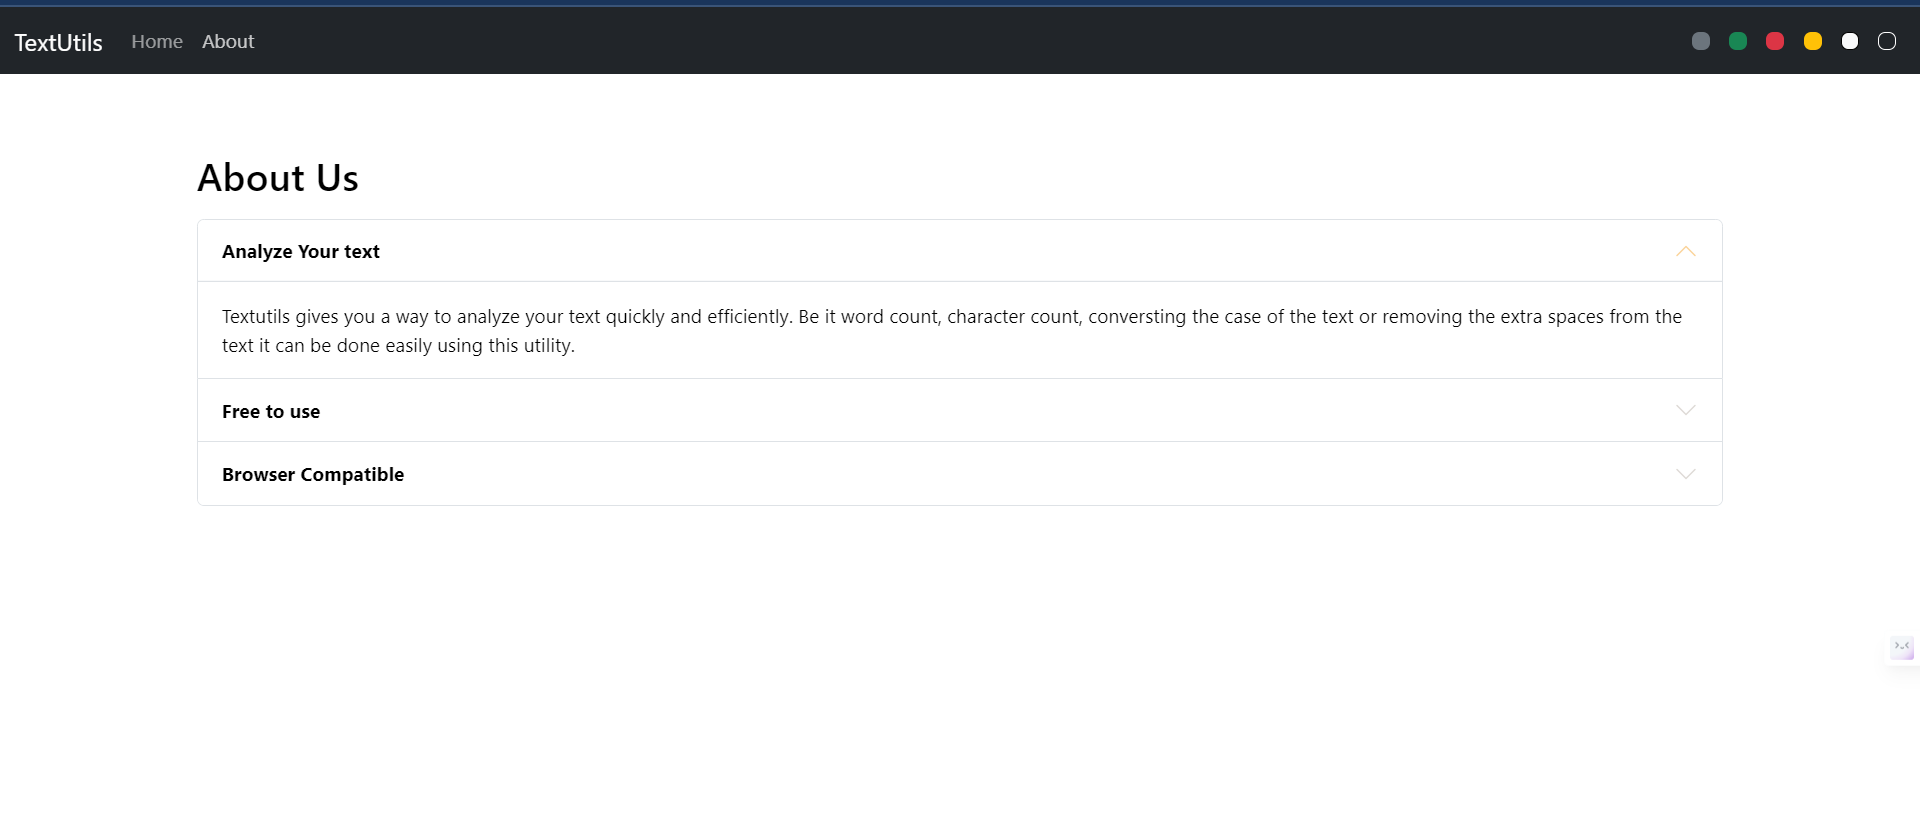 TextUtils Home About
About Us
Analyze Your text
Textutils gives you a way to analyze your text quickly and efficiently. Be it word count, character count, conversting the case of the text or removing the extra spaces from the
text it can be done easily using this utility.
Free to use
Browser Compatible